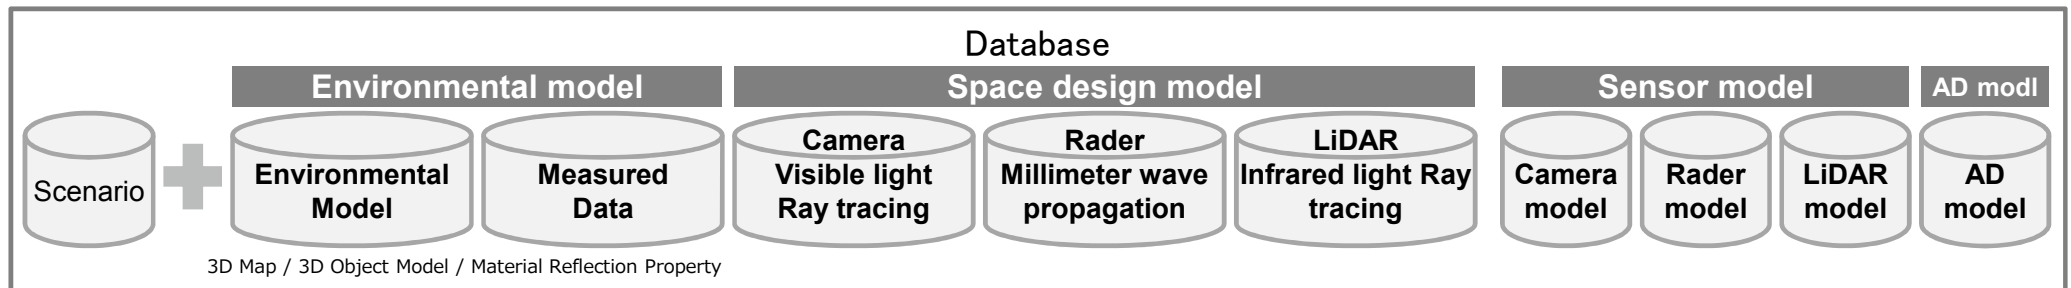 Database
Environmental model
Space design model
Sensor model
AD modl
Scenario
Environmental
Model
Measured
Data
Camera
Visible light
Ray tracing
Rader
Millimeter wave
propagation
LiDAR
Infrared light Ray
tracing
Camera
model
Rader
model
LiDAR
model
AD
model
3D Map / 3D Object Model / Material Reflection Property